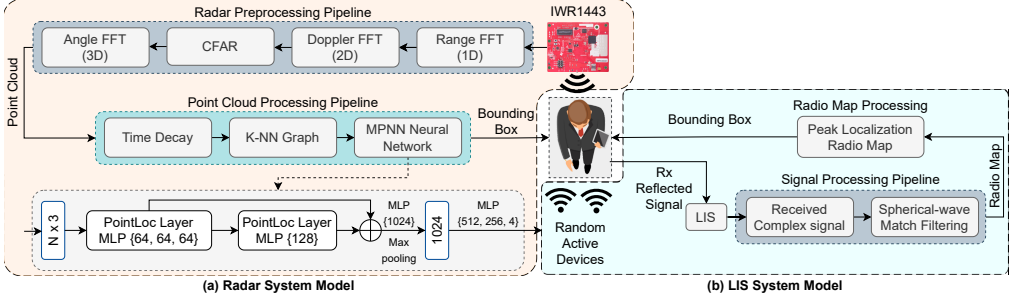 Radar Preprocessing Pipeline
IWR1443
Angle FFT
(3D)
CFAR
Doppler FFT
(2D)
Range FFT
(1D)
Point Cloud
Point Cloud Processing Pipeline
Time Decay
K-NN Graph
MPNN Neural
Network
Bounding
Box
N x 3
PointLoc Layer
MLP {64, 64, 64}
PointLoc Layer
MLP {128}
MLP
{1024}
Max
pooling
1024
MLP
{512, 256, 4}
(a) Radar System Model
Radio Map Processing
Bounding Box
Peak Localization
Radio Map
Rx
Reflected
Signal
LIS
Signal Processing Pipeline
Received
Complex signal
Spherical-wave
Match Filtering
Radio Map
Random
Active
Devices
(b) LIS System Model